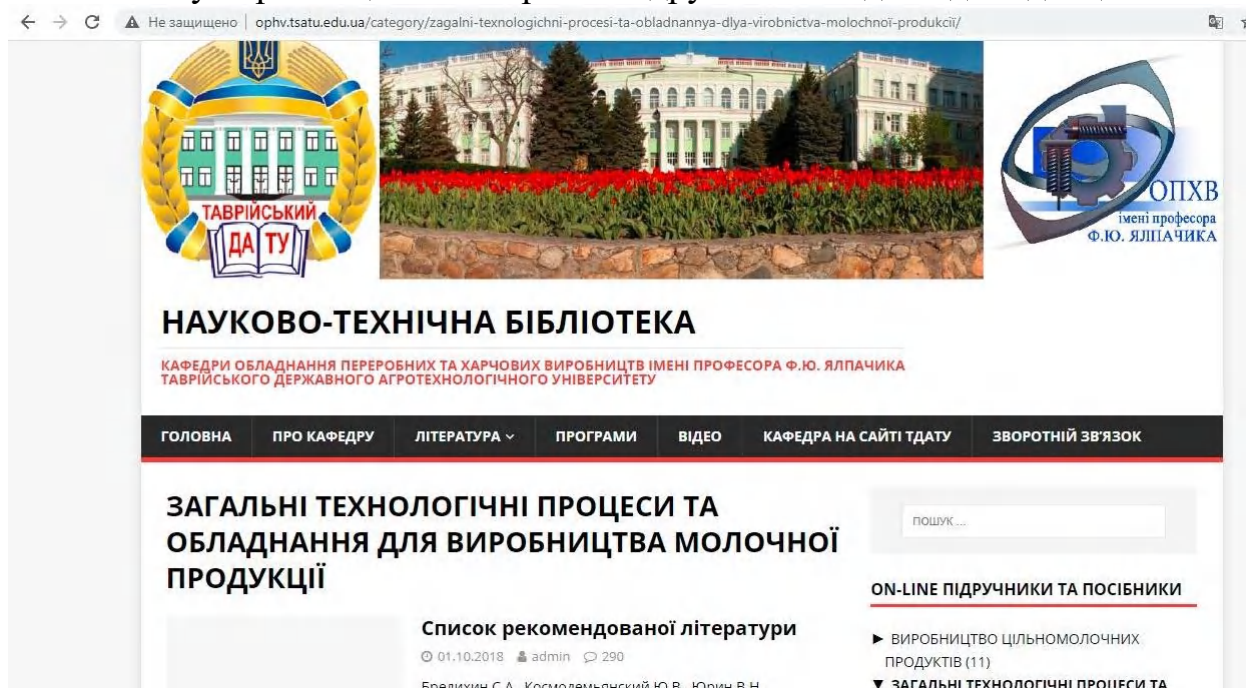 Не защищено | ophv.tsatu.edu.ua/category/zagalni-texnologichni-procesi-ta-obladnannya-dlya-virobnictva-molochnoї-produkciї/
ТАВРІЙСЬКИЙ
ДА ТУ
ОПХВ
імені професора
Ф.Ю. ЯЛПАЧИКА
НАУКОВО-ТЕХНІЧНА БІБЛІОТЕКА
КАФЕДРИ ОБЛАДНАННЯ ПЕРЕРОБНИХ ТА ХАРЧОВИХ ВИРОБНИЦТВ ІМЕНІ ПРОФЕСОРА Ф.Ю. ЯЛПАЧИКА
ТАВРІЙСЬКОГО ДЕРЖАВНОГО АГРОТЕХНОЛОГІЧНОГО УНІВЕРСИТЕТУ
ГОЛОВНА ПРО КАФЕДРУ ЛІТЕРАТУРА ПРОГРАМИ ВІДЕО КАФЕДРА НА САЙТІ ТДАТУ ЗВОРОТНІЙ ЗВ'ЯЗОК
ЗАГАЛЬНІ ТЕХНОЛОГІЧНІ ПРОЦЕСИ ТА
ОБЛАДНАННЯ ДЛЯ ВИРОБНИЦТВА МОЛОЧНОЇ
ПРОДУКЦІЇ
Список рекомендованої літератури
01.10.2018 admin 290
Бредихин С.А., Космодемьянский Ю.В., Юрин В.Н.
ПОШУК ...
ON-LINE ПІДРУЧНИКИ ТА ПОСІБНИКИ
► ВИРОБНИЦТВО ЦІЛЬНОМОЛОЧНИХ
ПРОДУКТІВ (11)
▼ ЗАГАЛЬНІ ТЕХНОЛОГІЧНІ ПРОЦЕСИ ТА